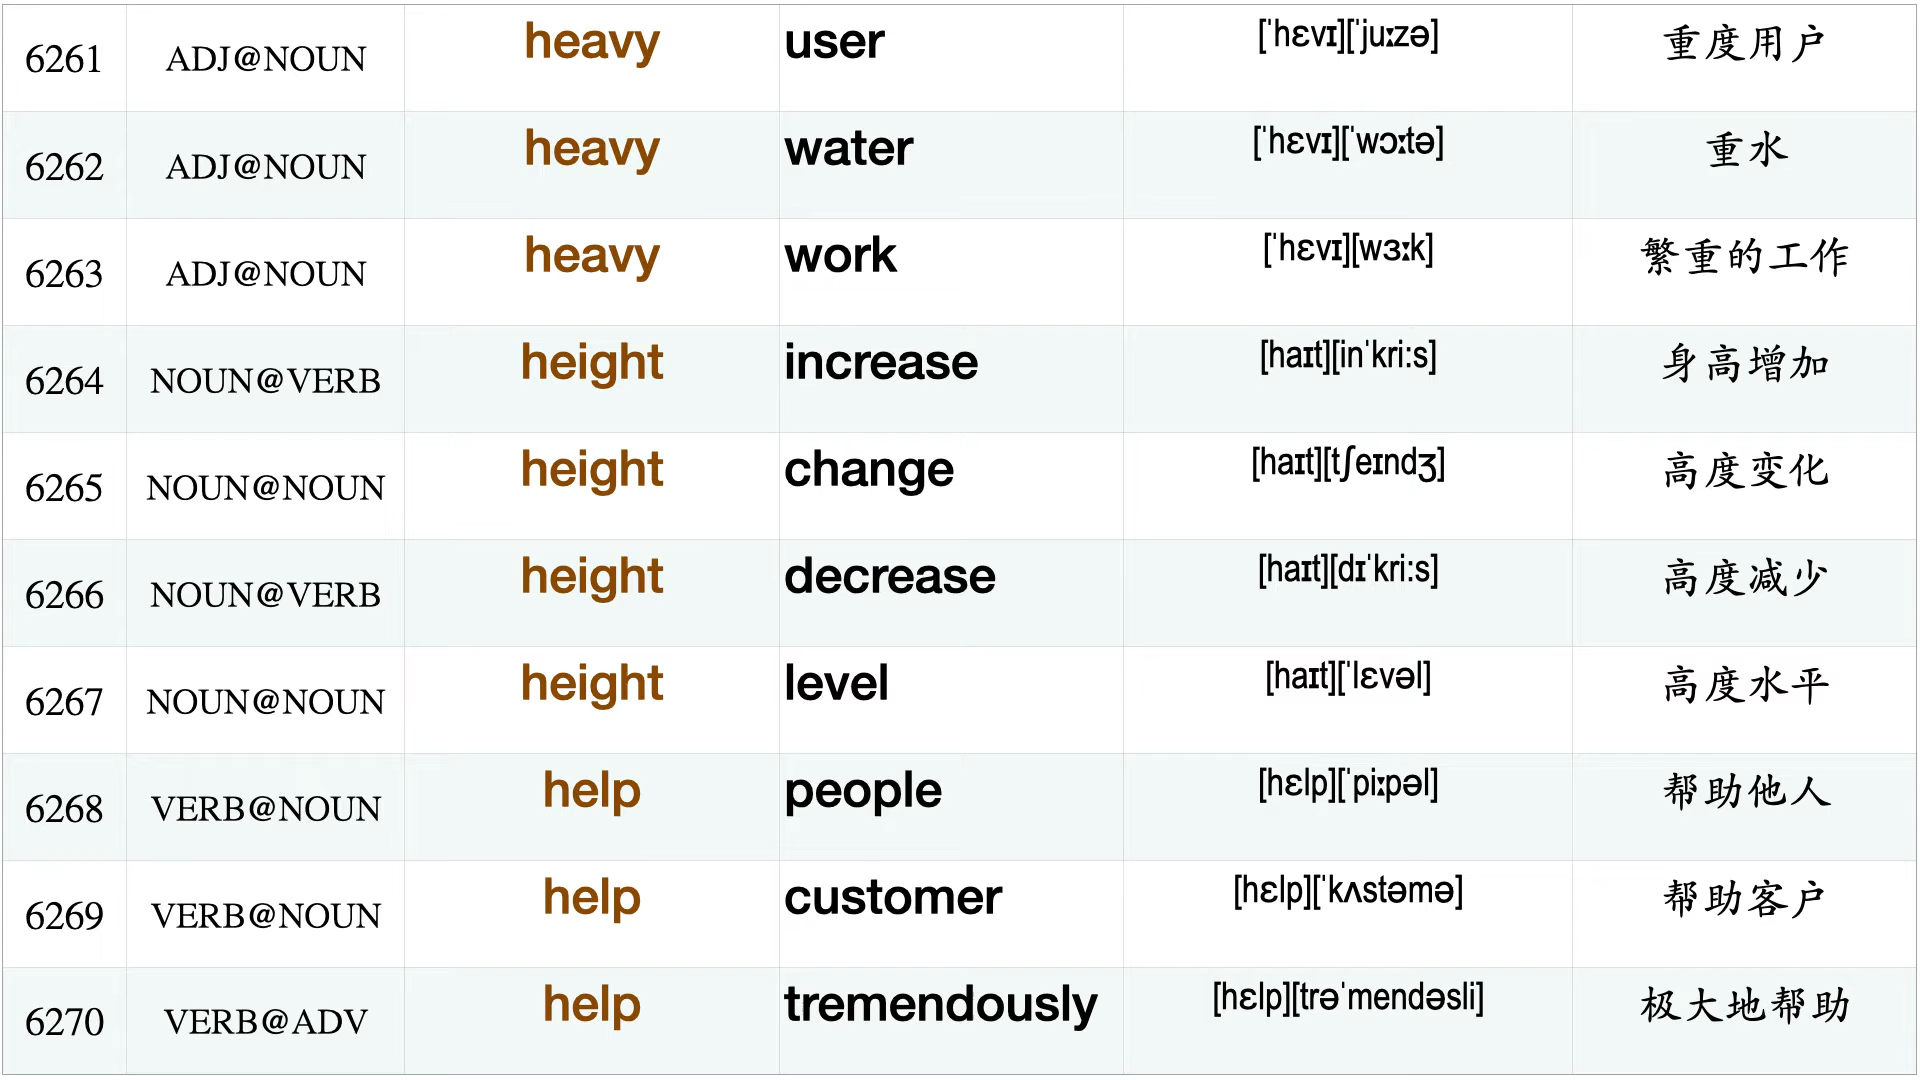 6261 ADJ@NOUN heavy user [ˈhɛvɪ][ˈjuːzə] 重度用户
6262 ADJ@NOUN heavy water [ˈhɛvɪ][ˈwɔːtə] 重水
6263 ADJ@NOUN heavy work [ˈhɛvɪ][wɜːk] 繁重的工作
6264 NOUN@VERB height increase [haɪt][inˈkri:s] 身高增加
6265 NOUN@NOUN height change [haɪt][tʃeɪndʒ] 高度变化
6266 NOUN@VERB height decrease [haɪt][dɪˈkri:s] 高度减少
6267 NOUN@NOUN height level [haɪt][ˈlɛvəl] 高度水平
6268 VERB@NOUN help people [hɛlp][ˈpiːpəl] 帮助他人
6269 VERB@NOUN help customer [hɛlp][ˈkʌstəmə] 帮助客户
6270 VERB@ADV help tremendously [hɛlp][trəˈmendəsli] 极大地帮助